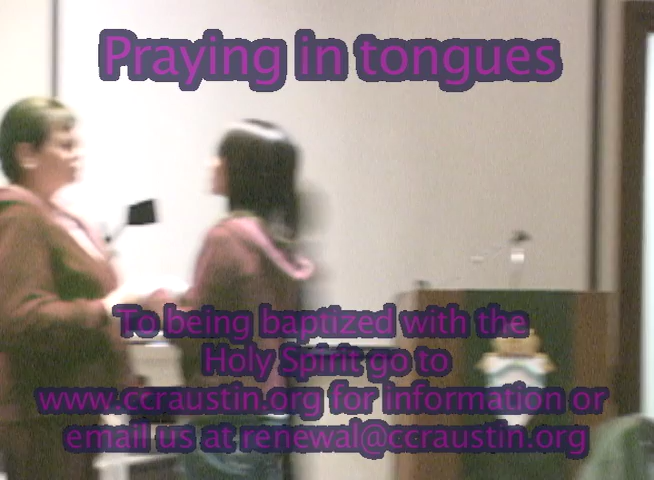 Praying in tongues
To being baptized with the
Holy Spirit go to
www.ccraustin.org for information or
email us at renewal@ccraustin.org